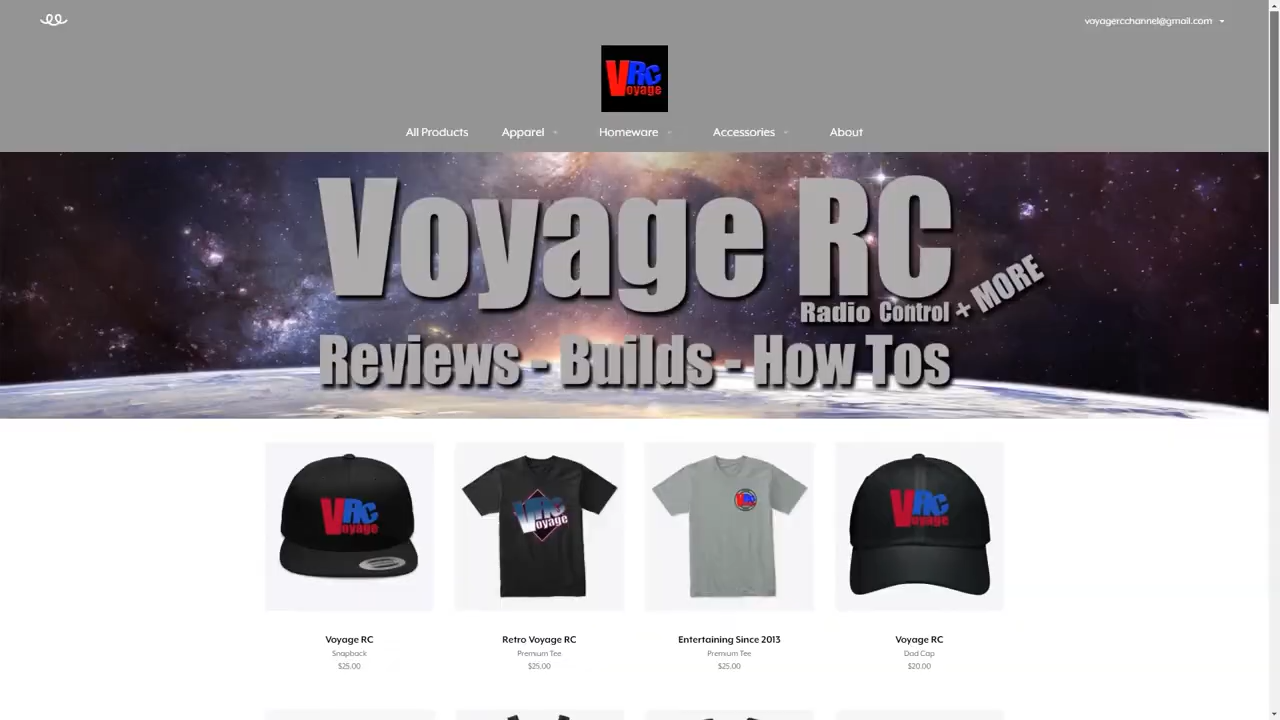 voyagercchannel@gmail.com
VRC
Voyage
All Products
Apparel
Homeware
Accessories
About
Voyage RC
Radio Control + MORE
Reviews - Builds - How Tos
VRC
Voyage
VRC
Voyage
VRC
Voyage
Voyage RC
Snapback
$25.00
Retro Voyage RC
Premium Tee
$25.00
Entertaining Since 2013
Premium Tee
$25.00
Voyage RC
Dad Cap
$20.00